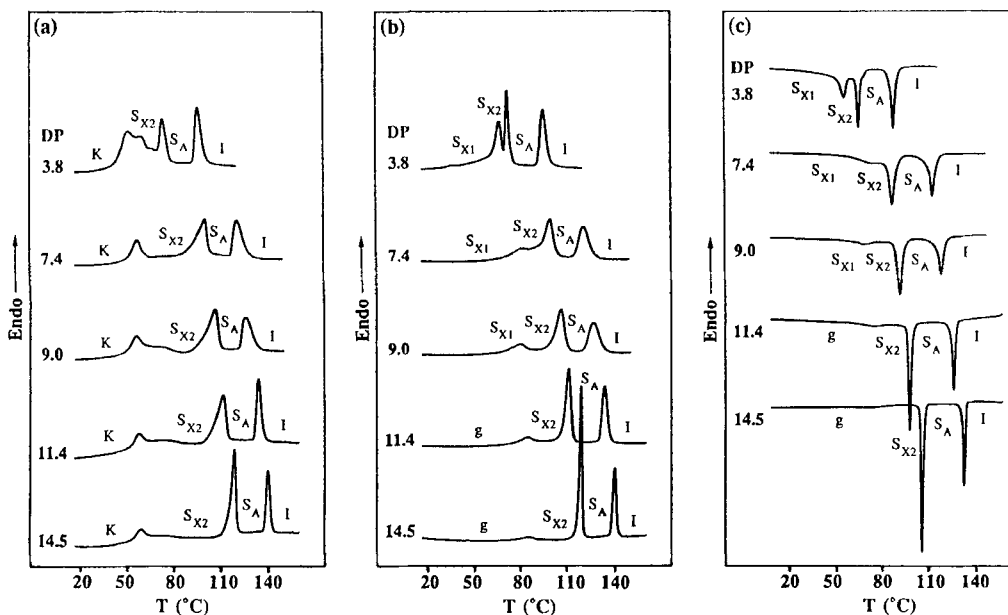 (a)
DP
3.8
K
S_X2
S_A
I
7.4
K
S_X2
S_A
I
9.0
K
S_X2
S_A
I
11.4
K
S_X2
S_A
I
14.5
K
S_X2
S_A
I
Endo
20 50 80 110 140
T (°C)
(b)
DP
3.8
S_X1
S_X2
S_A
I
7.4
S_X1
S_X2
S_A
I
9.0
S_X1
S_X2
S_A
I
11.4
g
S_X2
S_A
I
14.5
g
S_X2
S_A
I
Endo
20 50 80 110 140
T (°C)
(c)
DP
3.8
S_X1
S_X2
S_A
I
7.4
S_X1
S_X2
S_A
I
9.0
S_X1
S_X2
S_A
I
11.4
g
S_X2
S_A
I
14.5
g
S_X2
S_A
I
Endo
20 50 80 110 140
T (°C)